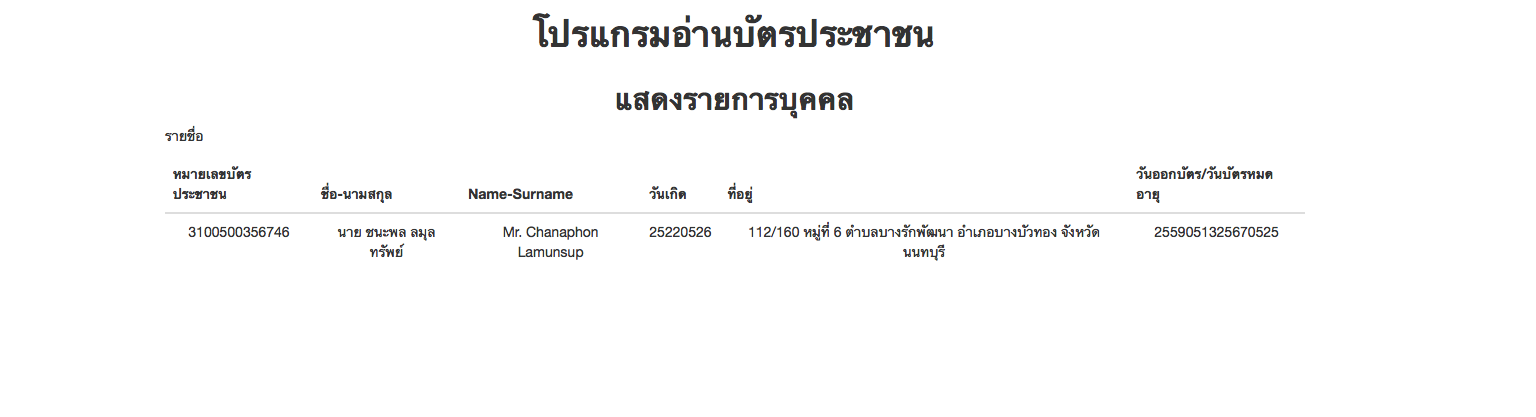 โปรแกรมอ่านบัตรประชาชน
แสดงรายการบุคคล
รายชื่อ
หมายเลขบัตร
ประชาชน
ชื่อ-นามสกุล
Name-Surname
วันเกิด
ที่อยู่
วันออกบัตร/วันบัตรหมด
อายุ
3100500356746
นาย ชนะพล ลมุล
ทรัพย์
Mr. Chanaphon
Lamunsup
25220526
112/160 หมู่ที่ 6 ตำบลบางรักพัฒนา อำเภอบางบัวทอง จังหวัด
นนทบุรี
2559051325670525